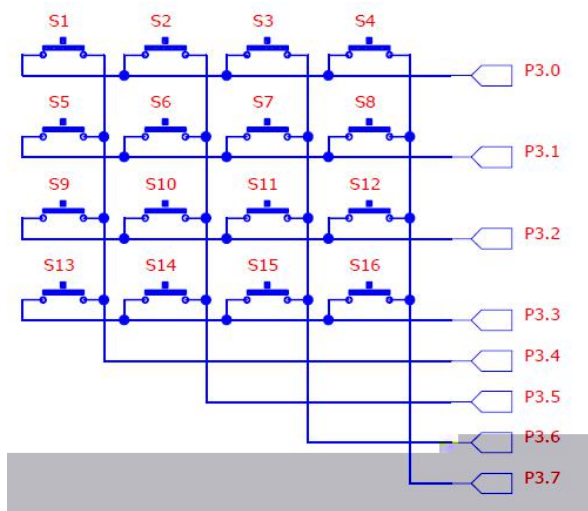 S1 S2 S3 S4
P3.0
S5 S6 S7 S8
P3.1
S9 S10 S11 S12
P3.2
S13 S14 S15 S16
P3.3
P3.4
P3.5
P3.6
P3.7